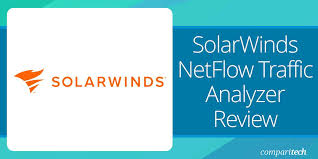 SOLARWINDS
SolarWinds
NetFlow Traffic
Analyzer
Review
comparitech